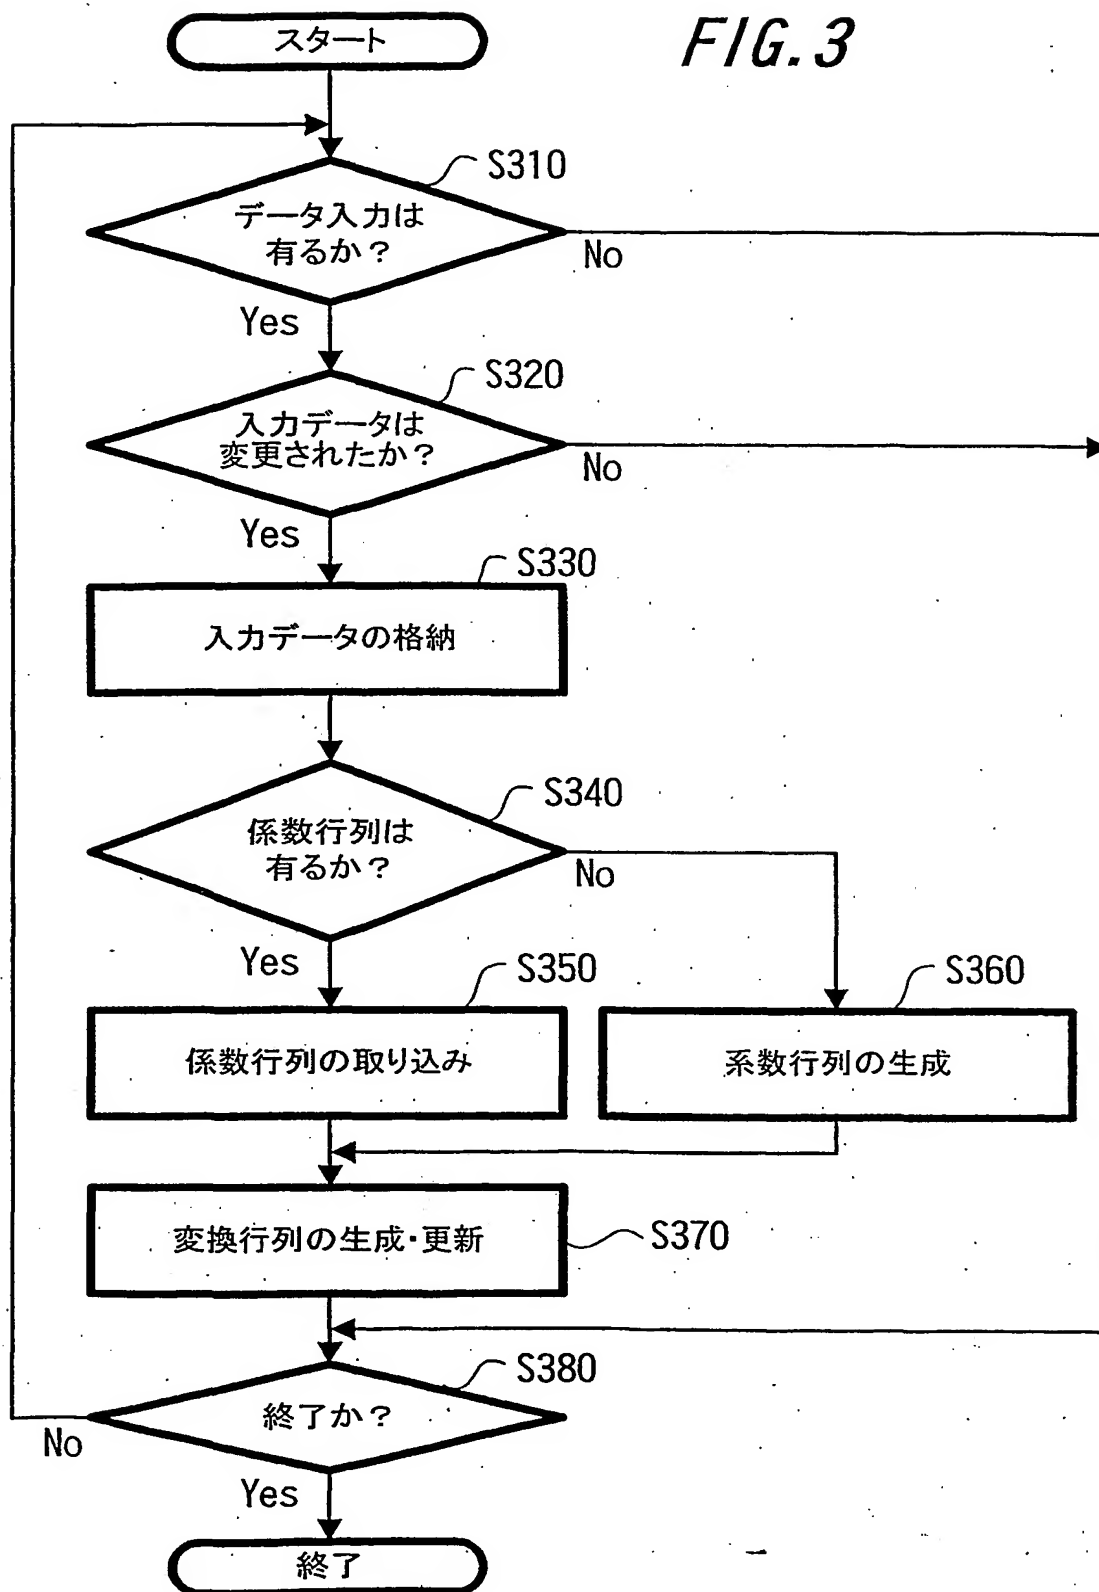 FIG.3
スタート
S310
データ入力は
有るか？
No
Yes
S320
入力データは
変更されたか？
No
Yes
S330
入力データの格納
S340
係数行列は
有るか？
No
Yes
S350
係数行列の取り込み
S360
系数行列の生成
変換行列の生成・更新
S370
S380
終了か？
No
Yes
終了